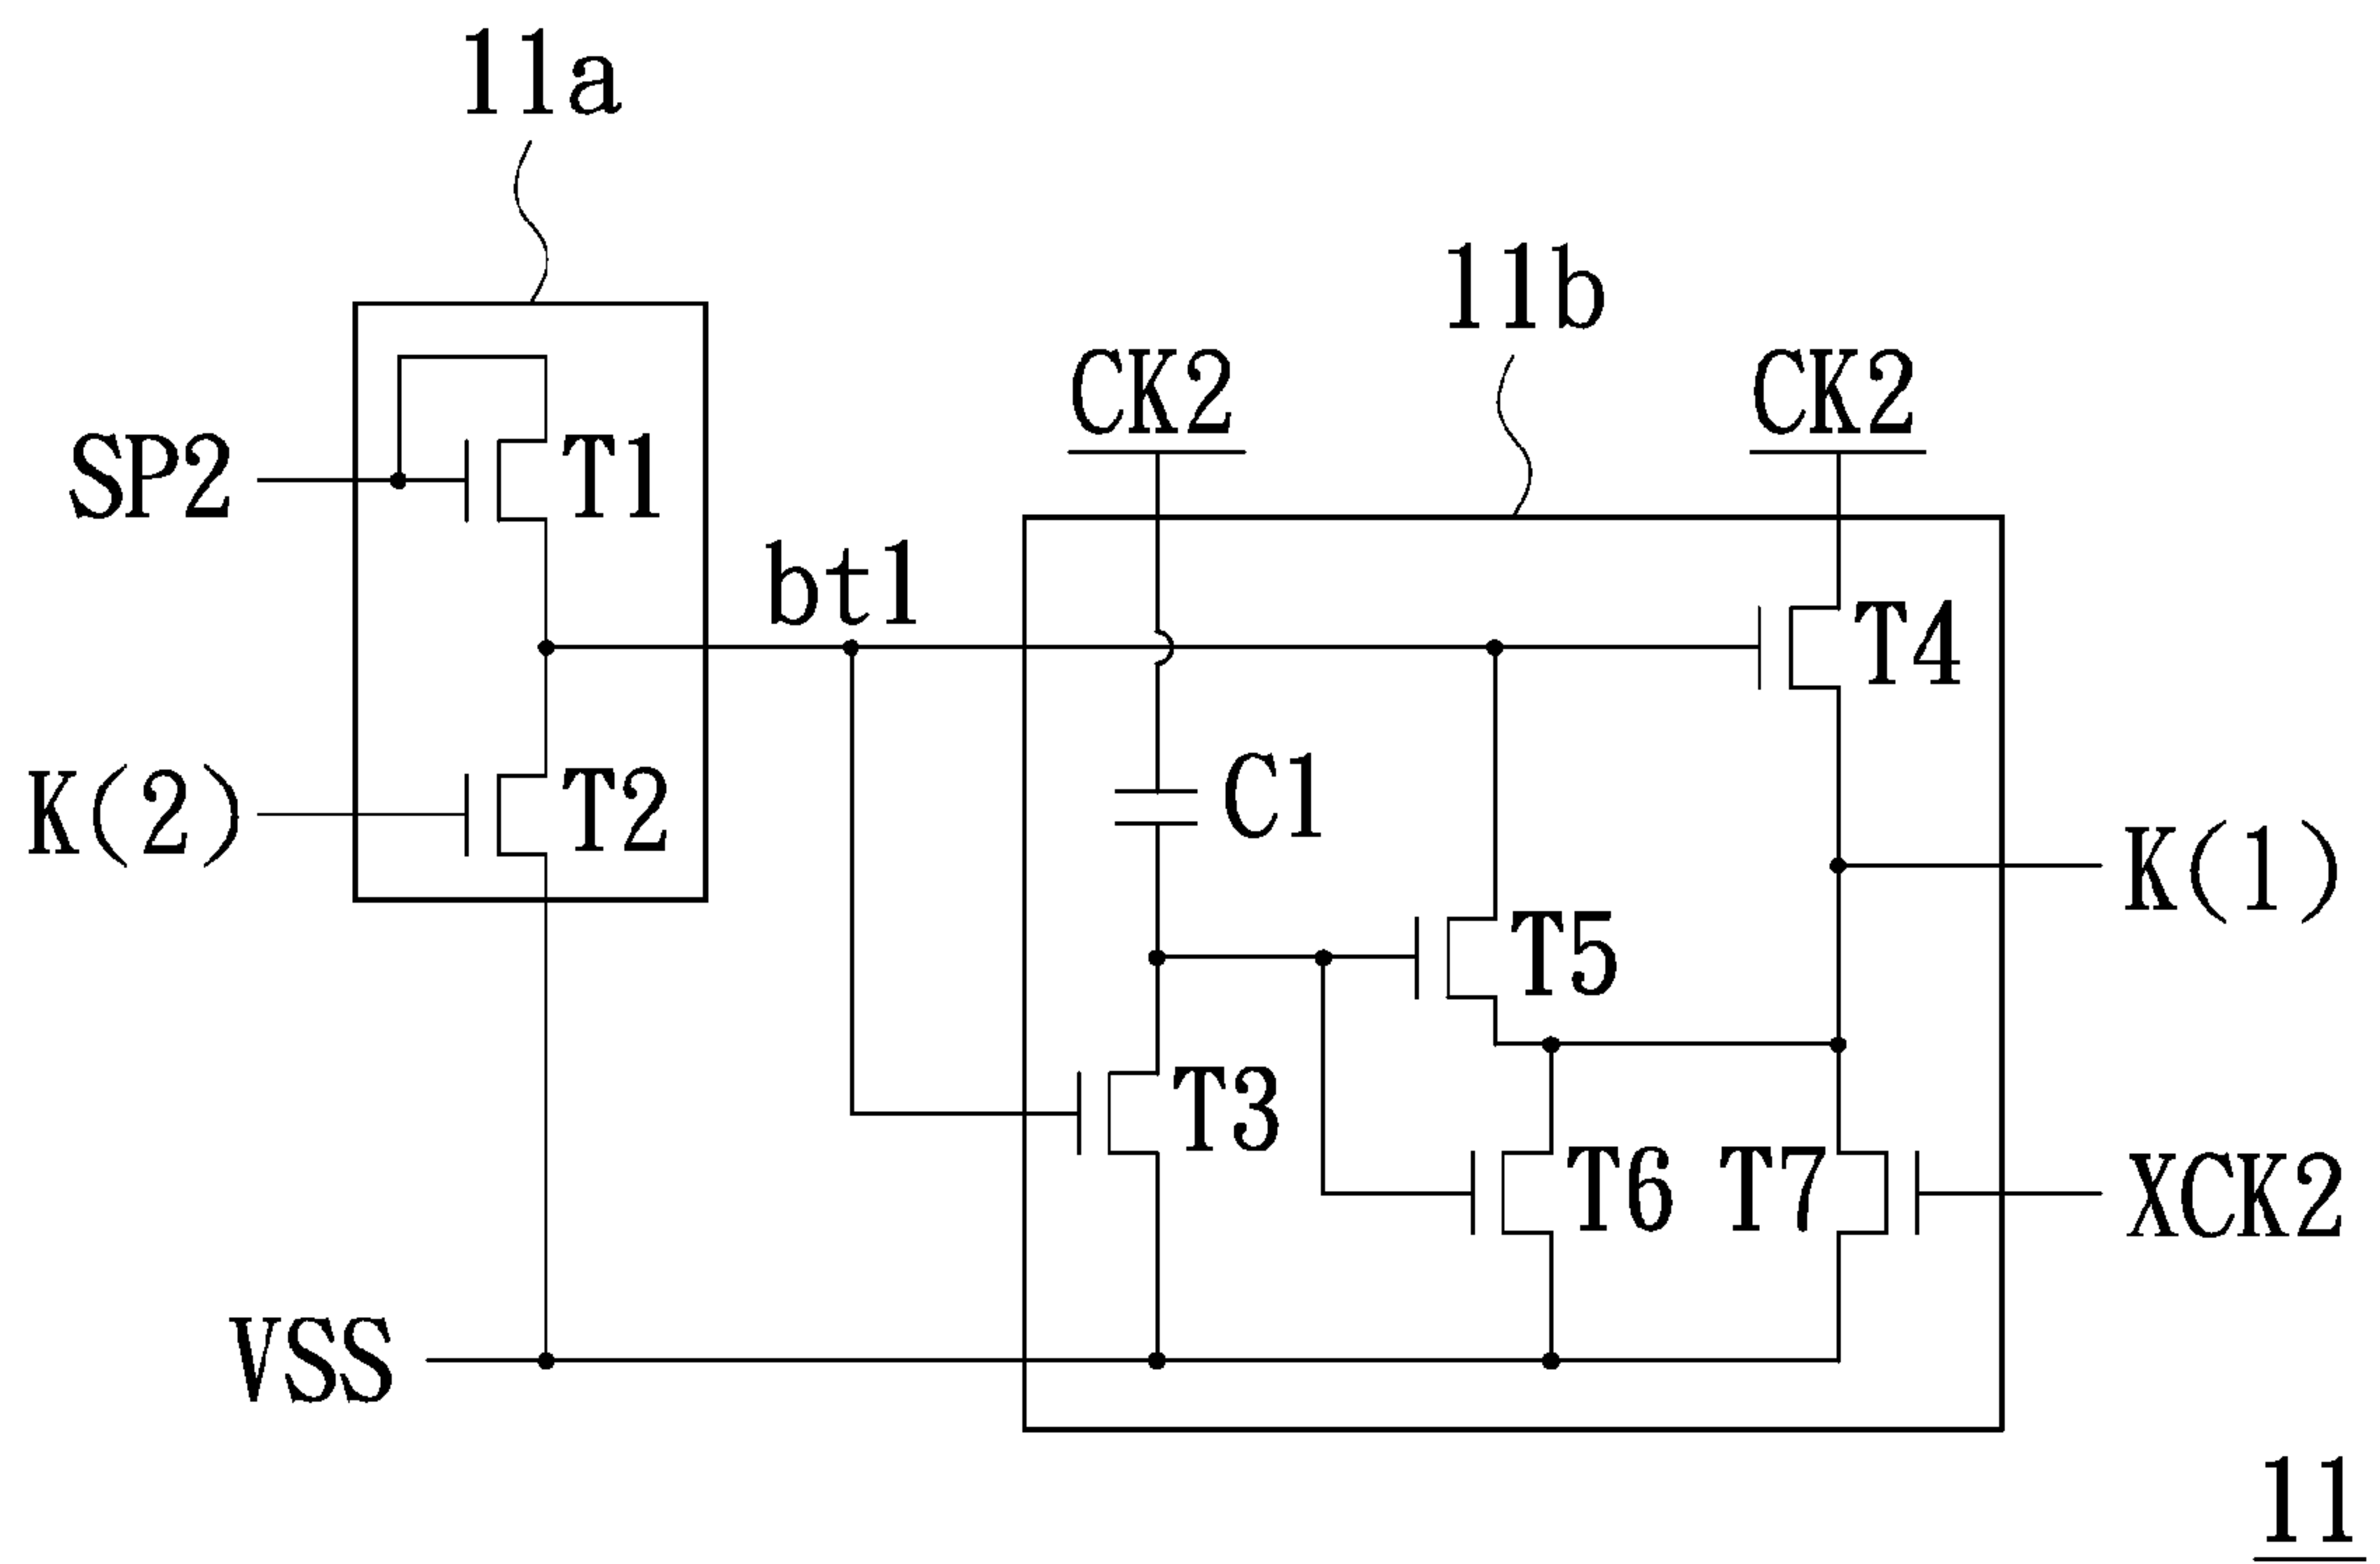 11a
11b
CK2
CK2
SP2
T1
bt1
T4
K(2)
T2
C1
K(1)
T5
T3
T6
T7
XCK2
VSS
11